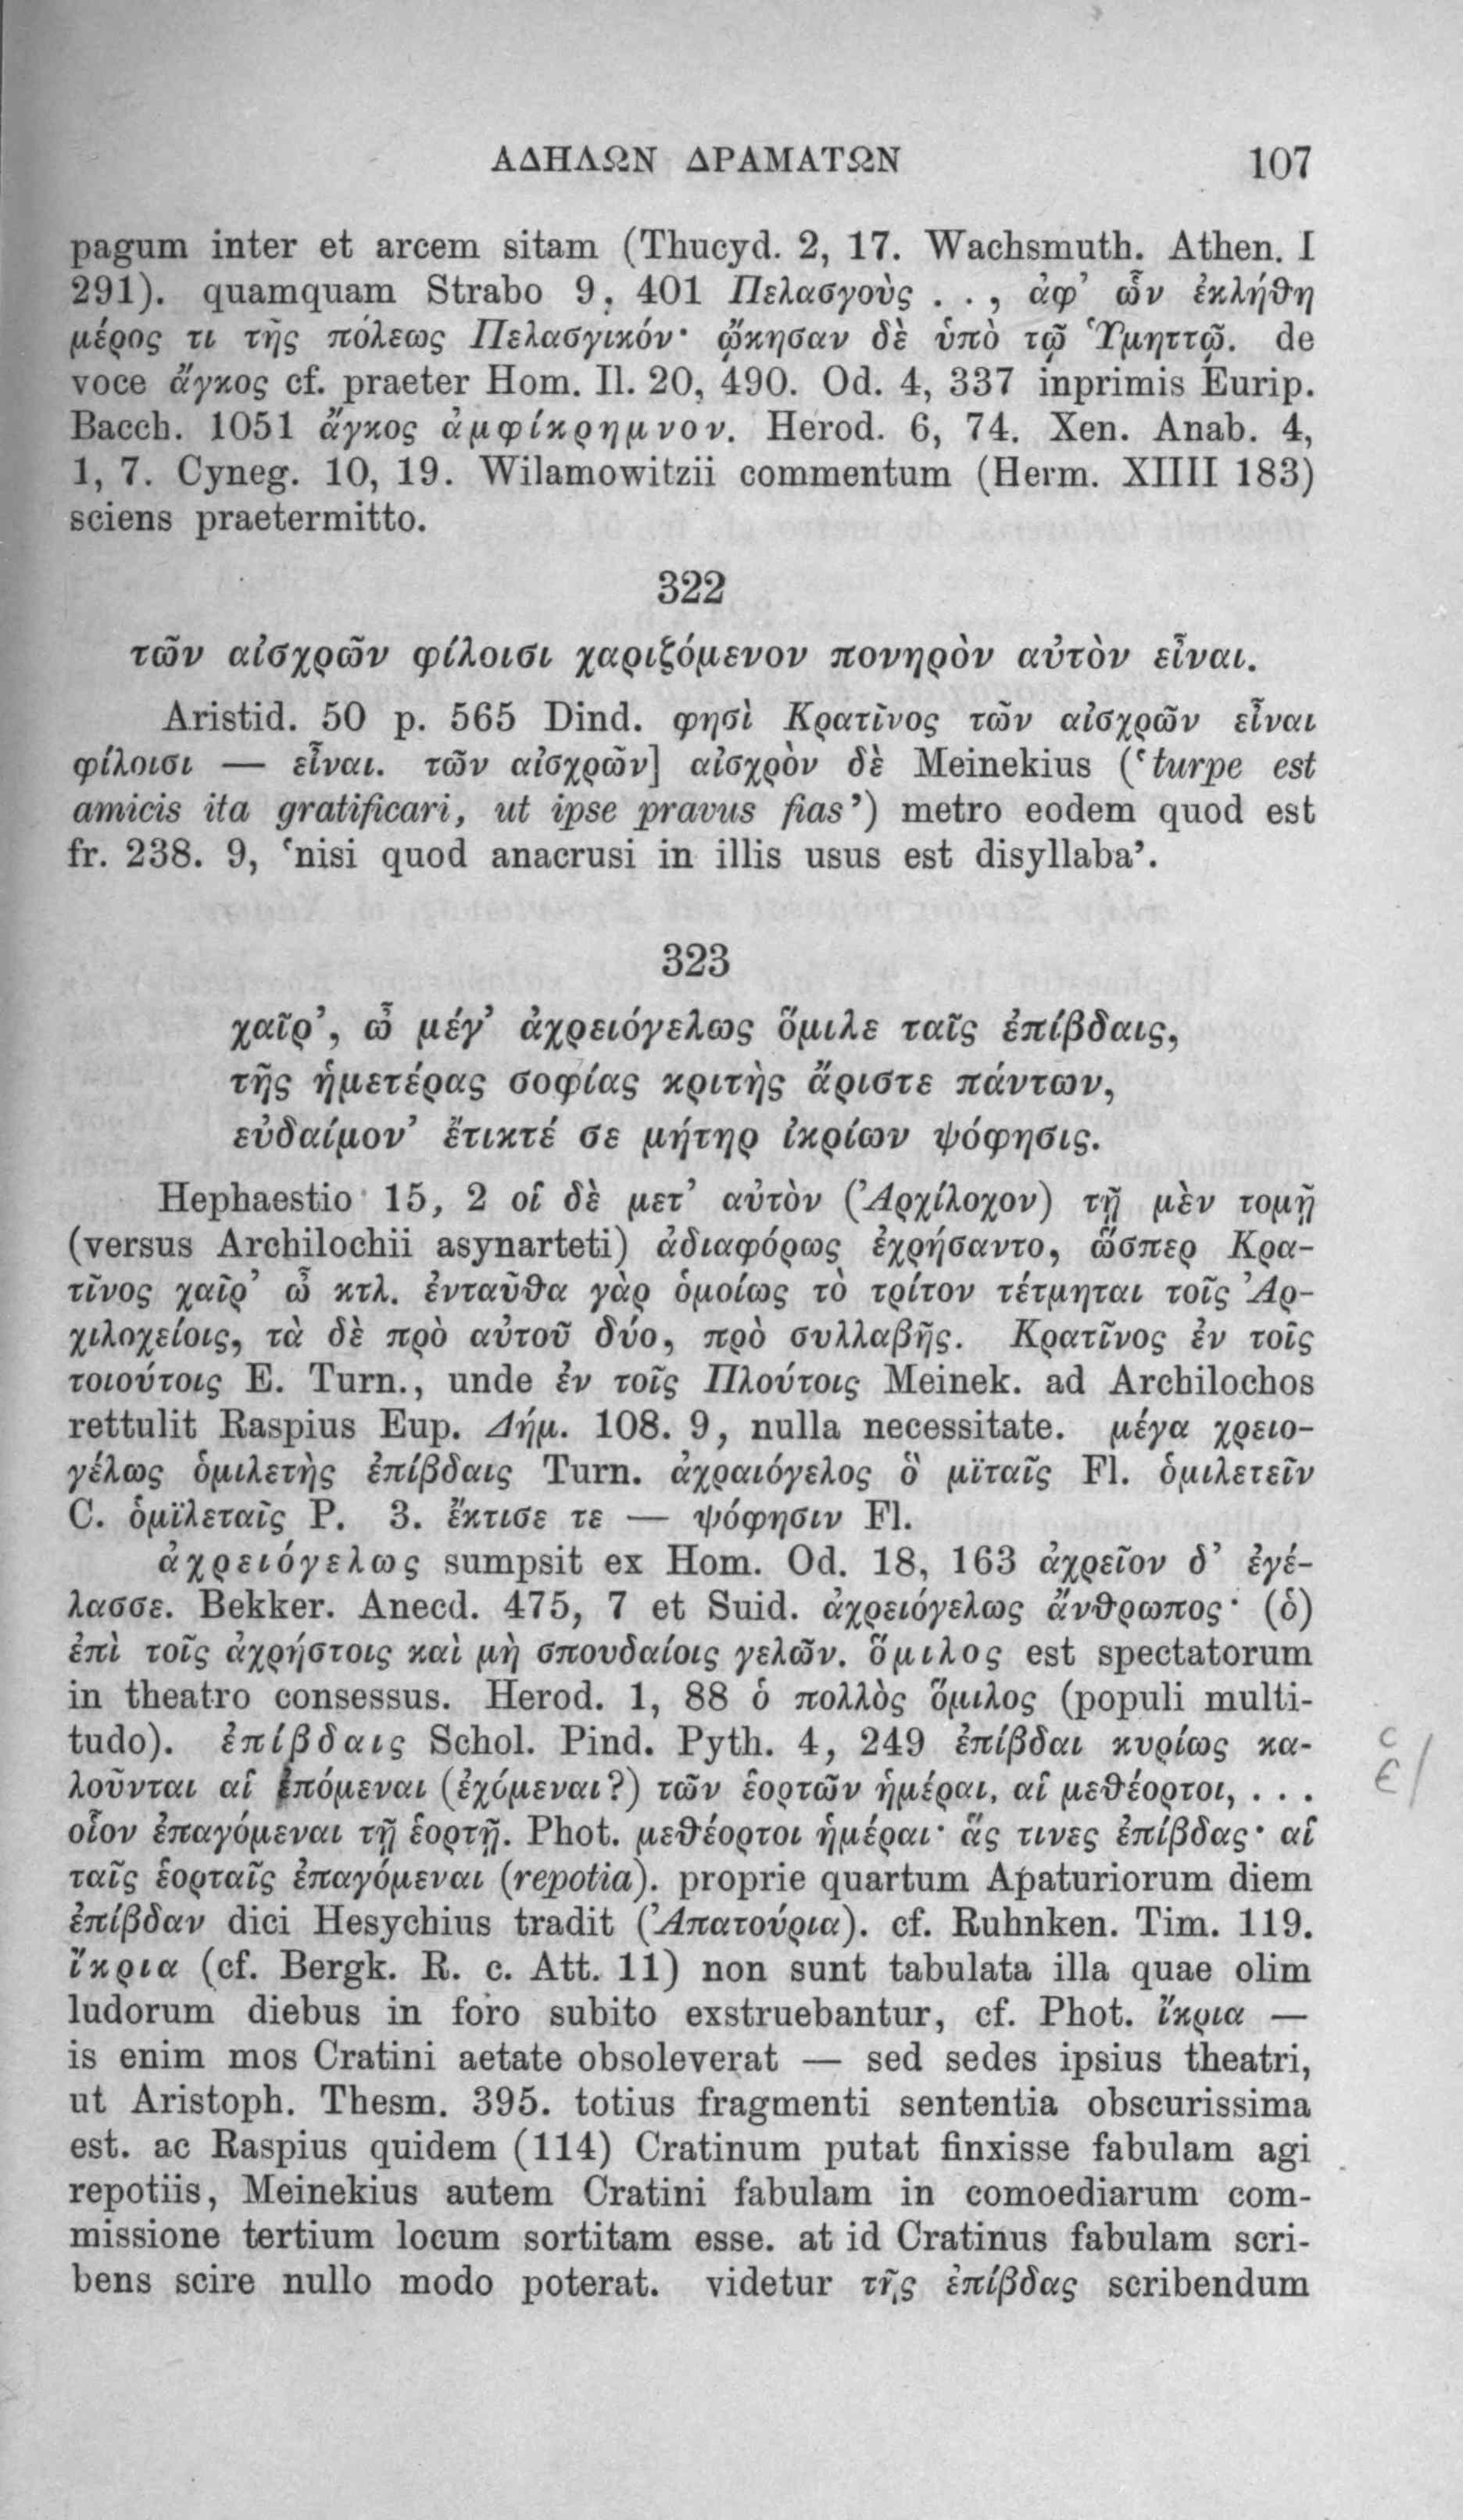 ΑΔΗΛΩΝ ΔΡΑΜΑΤΩΝ 107
pagum inter et arcem sitam (Thucyd. 2, 17. Wachsmuth. Athen. I
291). quamquam Strabo 9, 401 Πελασγοὺς . . , ἀφ’ ὧν ἐκλήθη
μέρος τι τῆς πόλεως Πελασγικόν· ᾤκησαν δὲ ὑπὸ τῷ Ὑμηττῷ. de
voce ἄγκος cf. praeter Hom. Il. 20, 490. Od. 4, 337 inprimis Eurip.
Bacch. 1051 ἄγκος ἀμφίκρημνον. Herod. 6, 74. Xen. Anab. 4,
1, 7. Cyneg. 10, 19. Wilamowitzii commentum (Herm. XIIII 183)
sciens praetermitto.
322
τῶν αἰσχρῶν φίλοισι χαριζόμενον πονηρὸν αὐτὸν εἶναι.
Aristid. 50 p. 565 Dind. φησὶ Κρατῖνος τῶν αἰσχρῶν εἶναι
φίλοισι — εἶναι. τῶν αἰσχρῶν] αἰσχρὸν δὲ Meinekius (‘turpe est
amicis ita gratificari, ut ipse pravus fias’) metro eodem quod est
fr. 238. 9, ‘nisi quod anacrusi in illis usus est disyllaba’.
323
χαῖρ’, ὦ μέγ’ ἀχρειόγελως ὅμιλε ταῖς ἐπίβδαις,
τῆς ἡμετέρας σοφίας κριτὴς ἄριστε πάντων,
εὐδαίμον’ ἔτικτέ σε μήτηρ ἰκρίων ψόφησις.
Hephaestio 15, 2 οἱ δὲ μετ’ αὐτὸν (Ἀρχίλοχον) τῇ μὲν τομῇ
(versus Archilochii asynarteti) ἀδιαφόρως ἐχρήσαντο, ὥσπερ Κρα-
τῖνος χαῖρ’ ὦ κτλ. ἐνταῦθα γὰρ ὁμοίως τὸ τρίτον τέτμηται τοῖς Ἀρ-
χιλοχείοις, τὰ δὲ πρὸ αὐτοῦ δύο, πρὸ συλλαβῆς. Κρατῖνος ἐν τοῖς
τοιούτοις E. Turn., unde ἐν τοῖς Πλούτοις Meinek. ad Archilochos
rettulit Raspius Eup. Δήμ. 108. 9, nulla necessitate. μέγα χρειο-
γέλως ὁμιλετὴς ἐπίβδαις Turn. ἀχραιόγελος ὃ μϊταῖς Fl. ὁμιλετεῖν
C. ὁμϊλεταῖς P. 3. ἔκτισε τε — ψόφησιν Fl.
ἀχρειόγελως sumpsit ex Hom. Od. 18, 163 ἀχρεῖον δ’ ἐγέ-
λασσε. Bekker. Anecd. 475, 7 et Suid. ἀχρειόγελως ἄνθρωπος· (ὁ)
ἐπὶ τοῖς ἀχρήστοις καὶ μὴ σπουδαίοις γελῶν. ὅμιλος est spectatorum
in theatro consessus. Herod. 1, 88 ὁ πολλὸς ὅμιλος (populi multi-
tudo). ἐπίβδαις Schol. Pind. Pyth. 4, 249 ἐπίβδαι κυρίως κα-
λοῦνται αἱ ἑπόμεναι (ἐχόμεναι?) τῶν ἑορτῶν ἡμέραι, αἱ μεθέορτοι, . . .
οἷον ἐπαγόμεναι τῇ ἑορτῇ. Phot. μεθέορτοι ἡμέραι· ἅς τινες ἐπίβδας· αἱ
ταῖς ἑορταῖς ἐπαγόμεναι (repotia). proprie quartum Apaturiorum diem
ἐπίβδαν dici Hesychius tradit (Ἀπατούρια). cf. Ruhnken. Tim. 119.
ἴκρια (cf. Bergk. R. c. Att. 11) non sunt tabulata illa quae olim
ludorum diebus in foro subito exstruebantur, cf. Phot. ἴκρια —
is enim mos Cratini aetate obsoleverat — sed sedes ipsius theatri,
ut Aristoph. Thesm. 395. totius fragmenti sententia obscurissima
est. ac Raspius quidem (114) Cratinum putat finxisse fabulam agi
repotiis, Meinekius autem Cratini fabulam in comoediarum com-
missione tertium locum sortitam esse. at id Cratinus fabulam scri-
bens scire nullo modo poterat. videtur τῆς ἐπίβδας scribendum